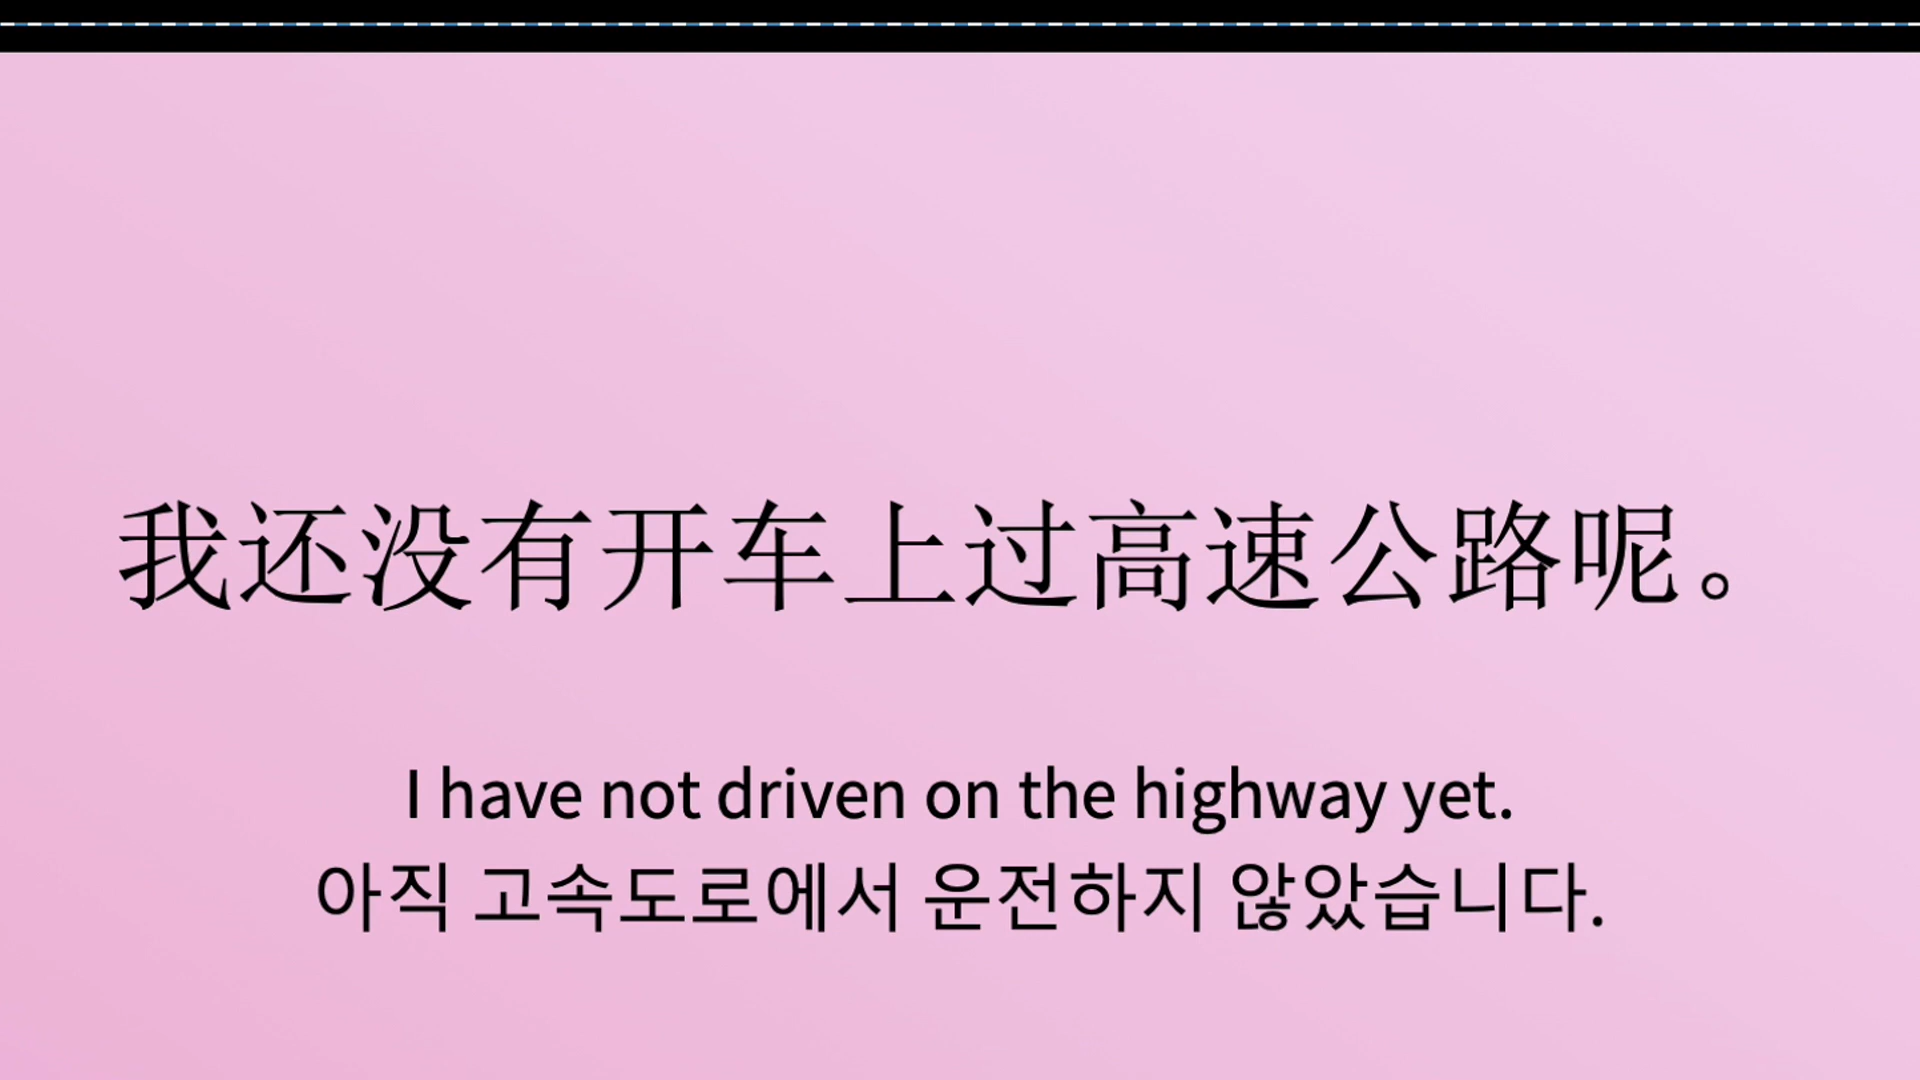 我还没有开车上过高速公路呢。
I have not driven on the highway yet.
아직 고속도로에서 운전하지 않았습니다.